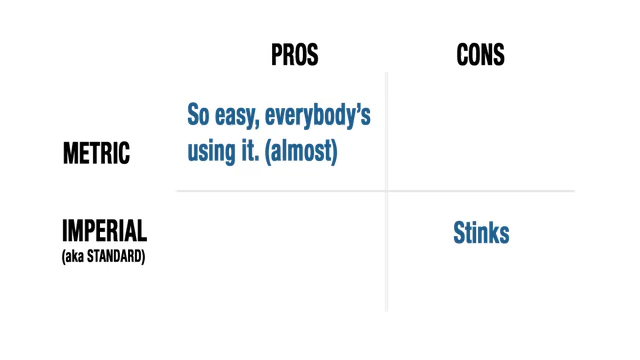 PROS
CONS
So easy, everybody's
using it. (almost)
METRIC
IMPERIAL
(aka STANDARD)
Stinks